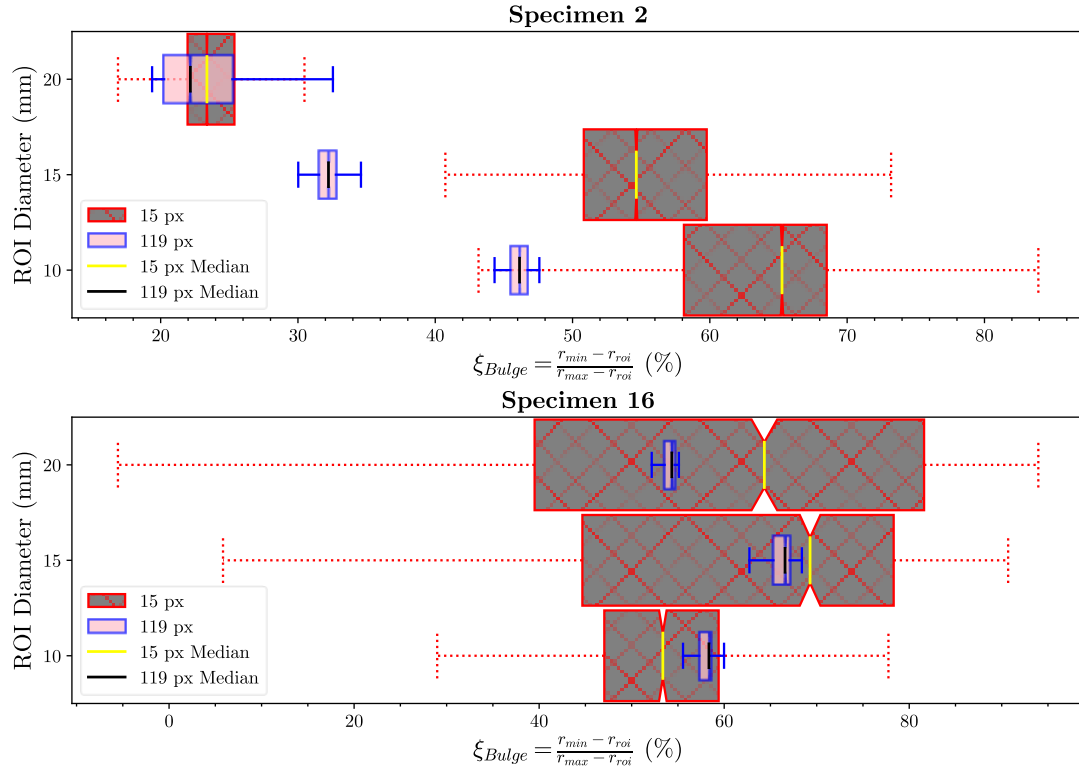 Specimen 2
ROI Diameter (mm)
20
15
10
15 px
119 px
15 px Median
119 px Median
20 30 40 50 60 70 80
ξ_Bulge = (r_min − r_roi)/(r_max − r_roi) (%)
Specimen 16
ROI Diameter (mm)
20
15
10
15 px
119 px
15 px Median
119 px Median
0 20 40 60 80
ξ_Bulge = (r_min − r_roi)/(r_max − r_roi) (%)